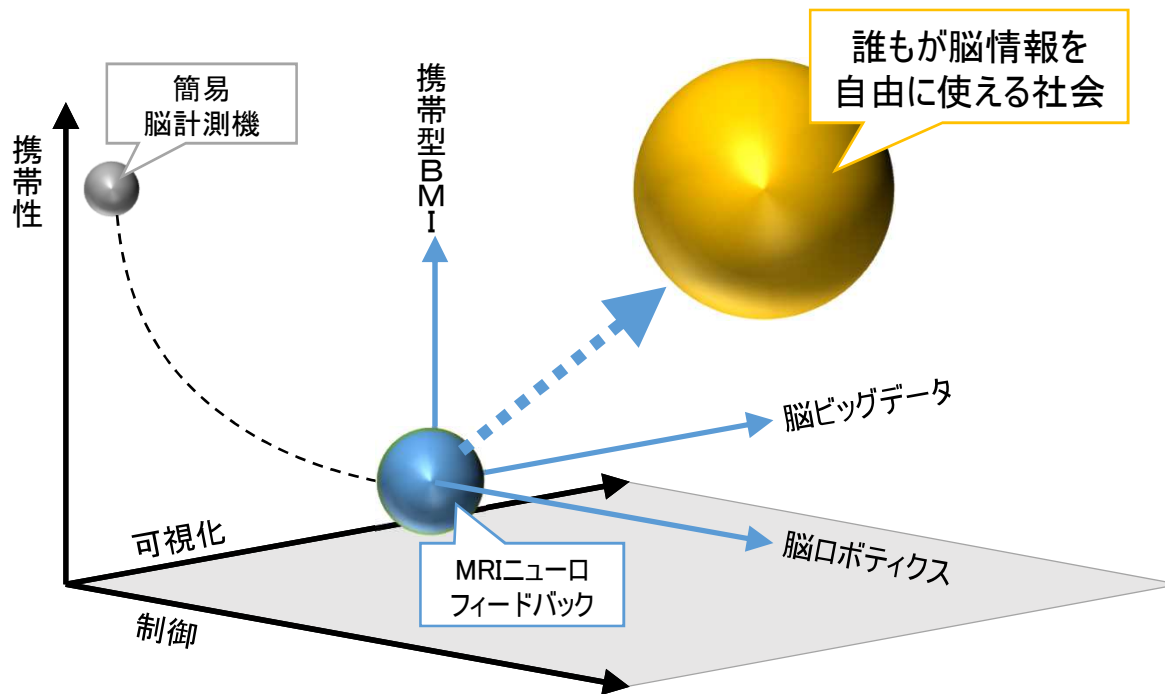 誰もが脳情報を
自由に使える社会
簡易
脳計測機
携帯性
携帯型BMI
脳ビッグデータ
可視化
脳ロボティクス
MRIニューロ
フィードバック
制御